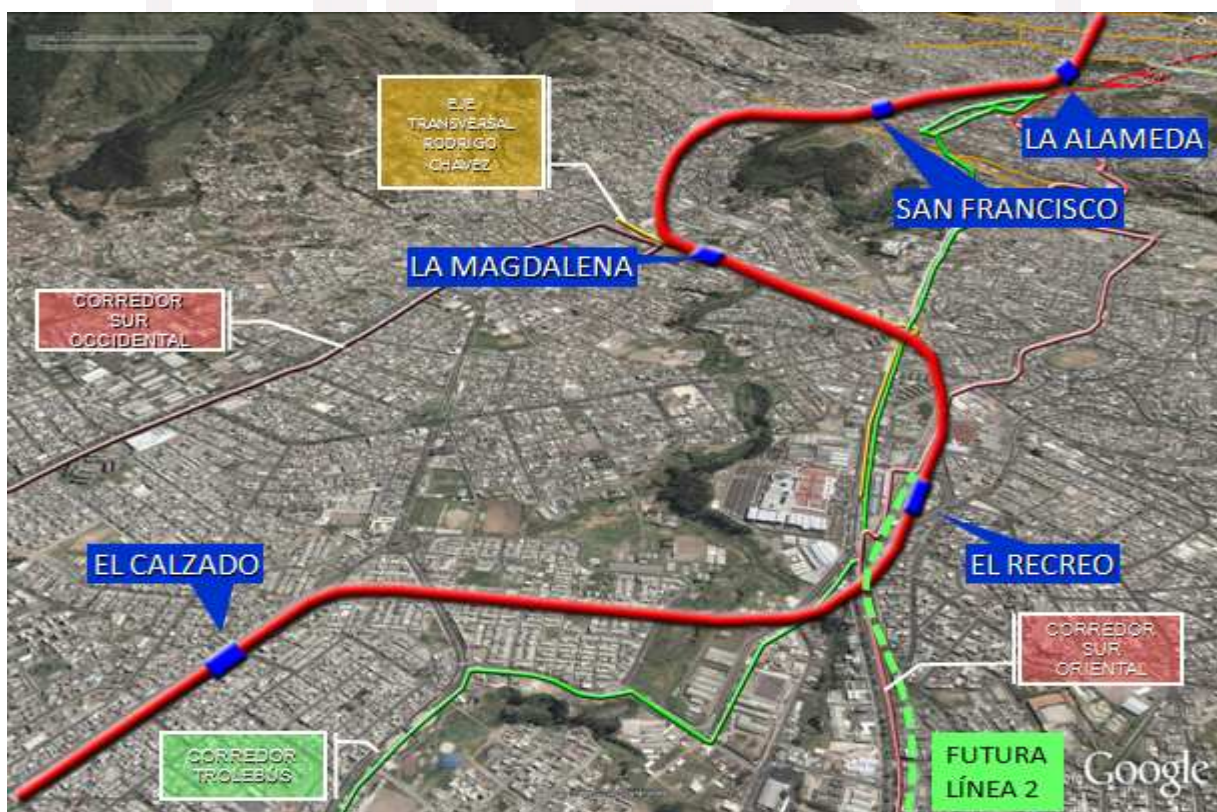 EJE
TRANSVERSAL
RODRIGO
CHAVEZ
LA ALAMEDA
SAN FRANCISCO
LA MAGDALENA
CORREDOR
SUR
OCCIDENTAL
EL CALZADO
EL RECREO
CORREDOR
SUR
ORIENTAL
CORREDOR
TROLEBÚS
FUTURA
LÍNEA 2
Google